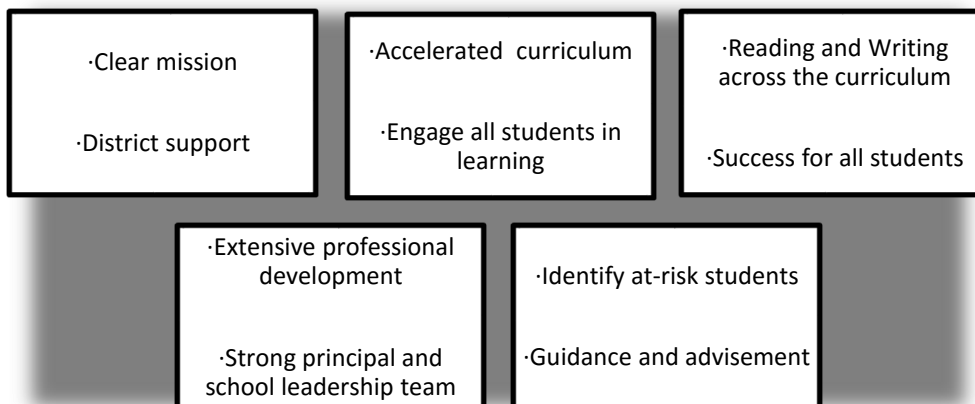 ·Clear mission
·District support
·Accelerated curriculum
·Engage all students in
learning
·Reading and Writing
across the curriculum
·Success for all students
·Extensive professional
development
·Strong principal and
school leadership team
·Identify at-risk students
·Guidance and advisement